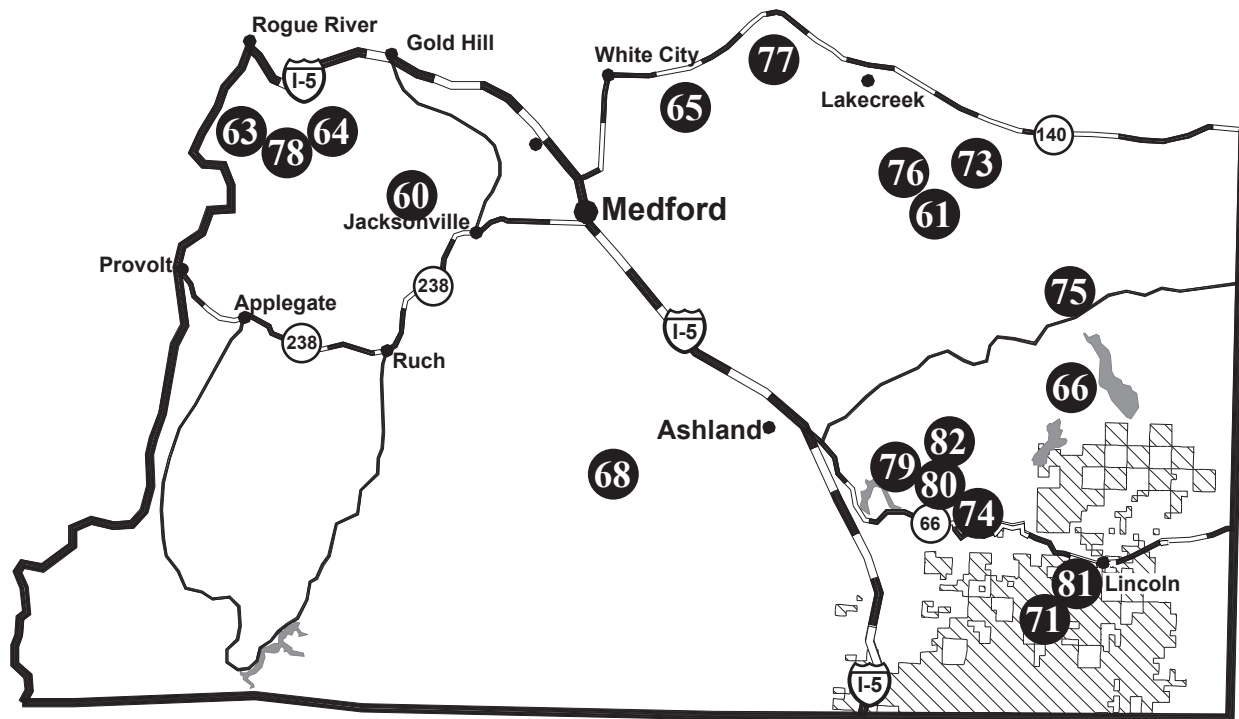 Rogue River
Gold Hill
I-5
White City
77
Lakecreek
65
63
78
64
140
76
73
61
60
Jacksonville
Medford
Provolt
238
75
Applegate
238
I-5
Ruch
66
Ashland
82
79
80
68
74
66
81
Lincoln
71
I-5